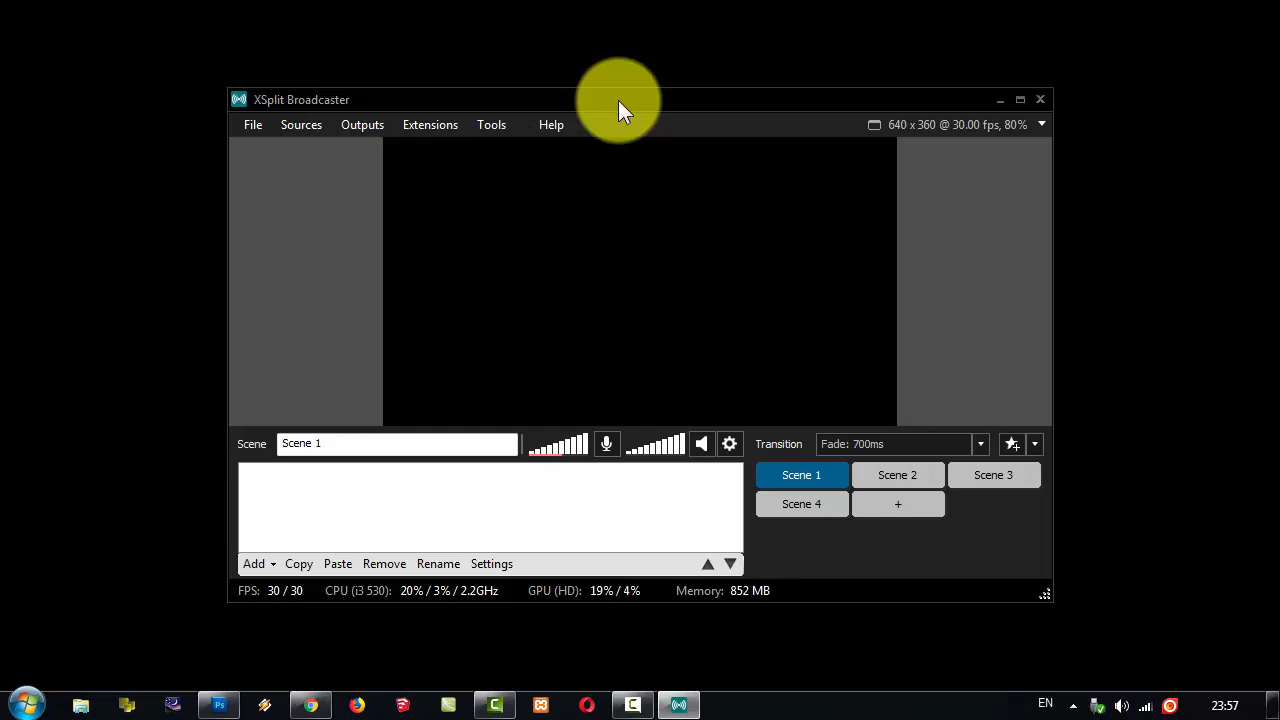 XSplit Broadcaster
File Sources Outputs Extensions Tools Help 640 x 360 @ 30.00 fps, 80%
Scene Scene 1 Transition Fade: 700ms
Scene 1 Scene 2 Scene 3
Scene 4 +
Add Copy Paste Remove Rename Settings
FPS: 30 / 30 CPU (i3 530): 20% / 3% / 2.2GHz GPU (HD): 19% / 4% Memory: 852 MB
Ps EN 23:57